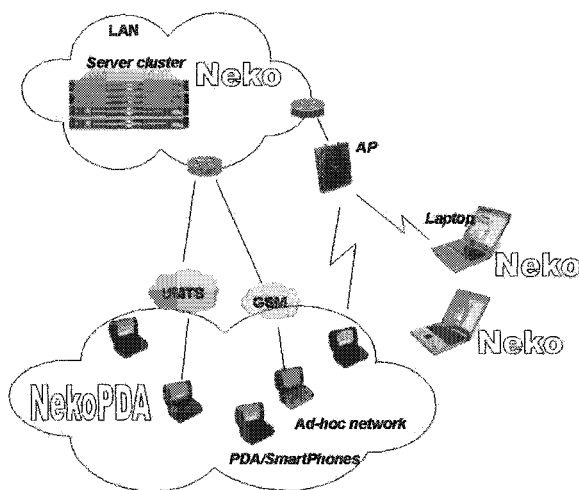 LAN
Server cluster
Neko
AP
Laptop
Neko
UMTS
GSM
Neko
NekoPDA
Ad-hoc network
PDA/SmartPhones